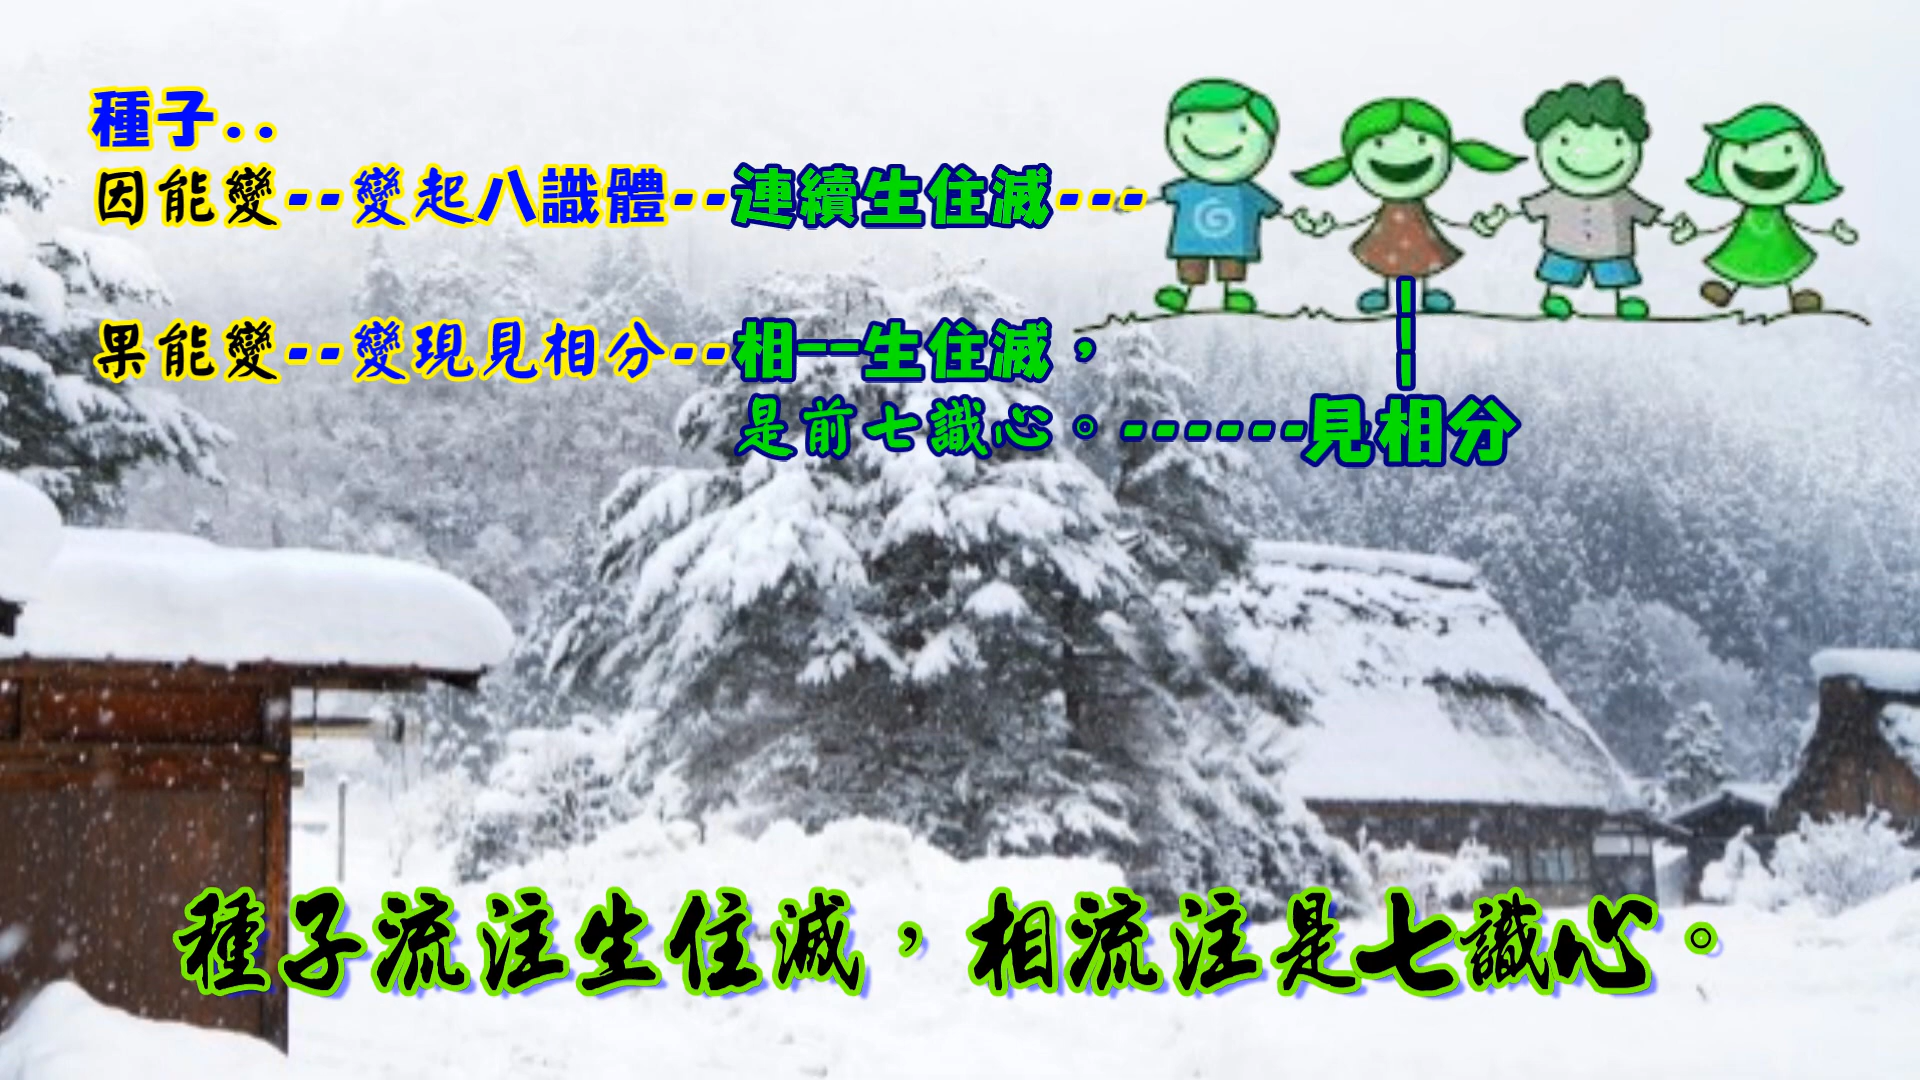 種子..
因能變--變起八識體--連續生住滅---
果能變--變現見相分--相--生住滅，
是前七識心。------見相分
種子流注生住滅，相流注是七識心。